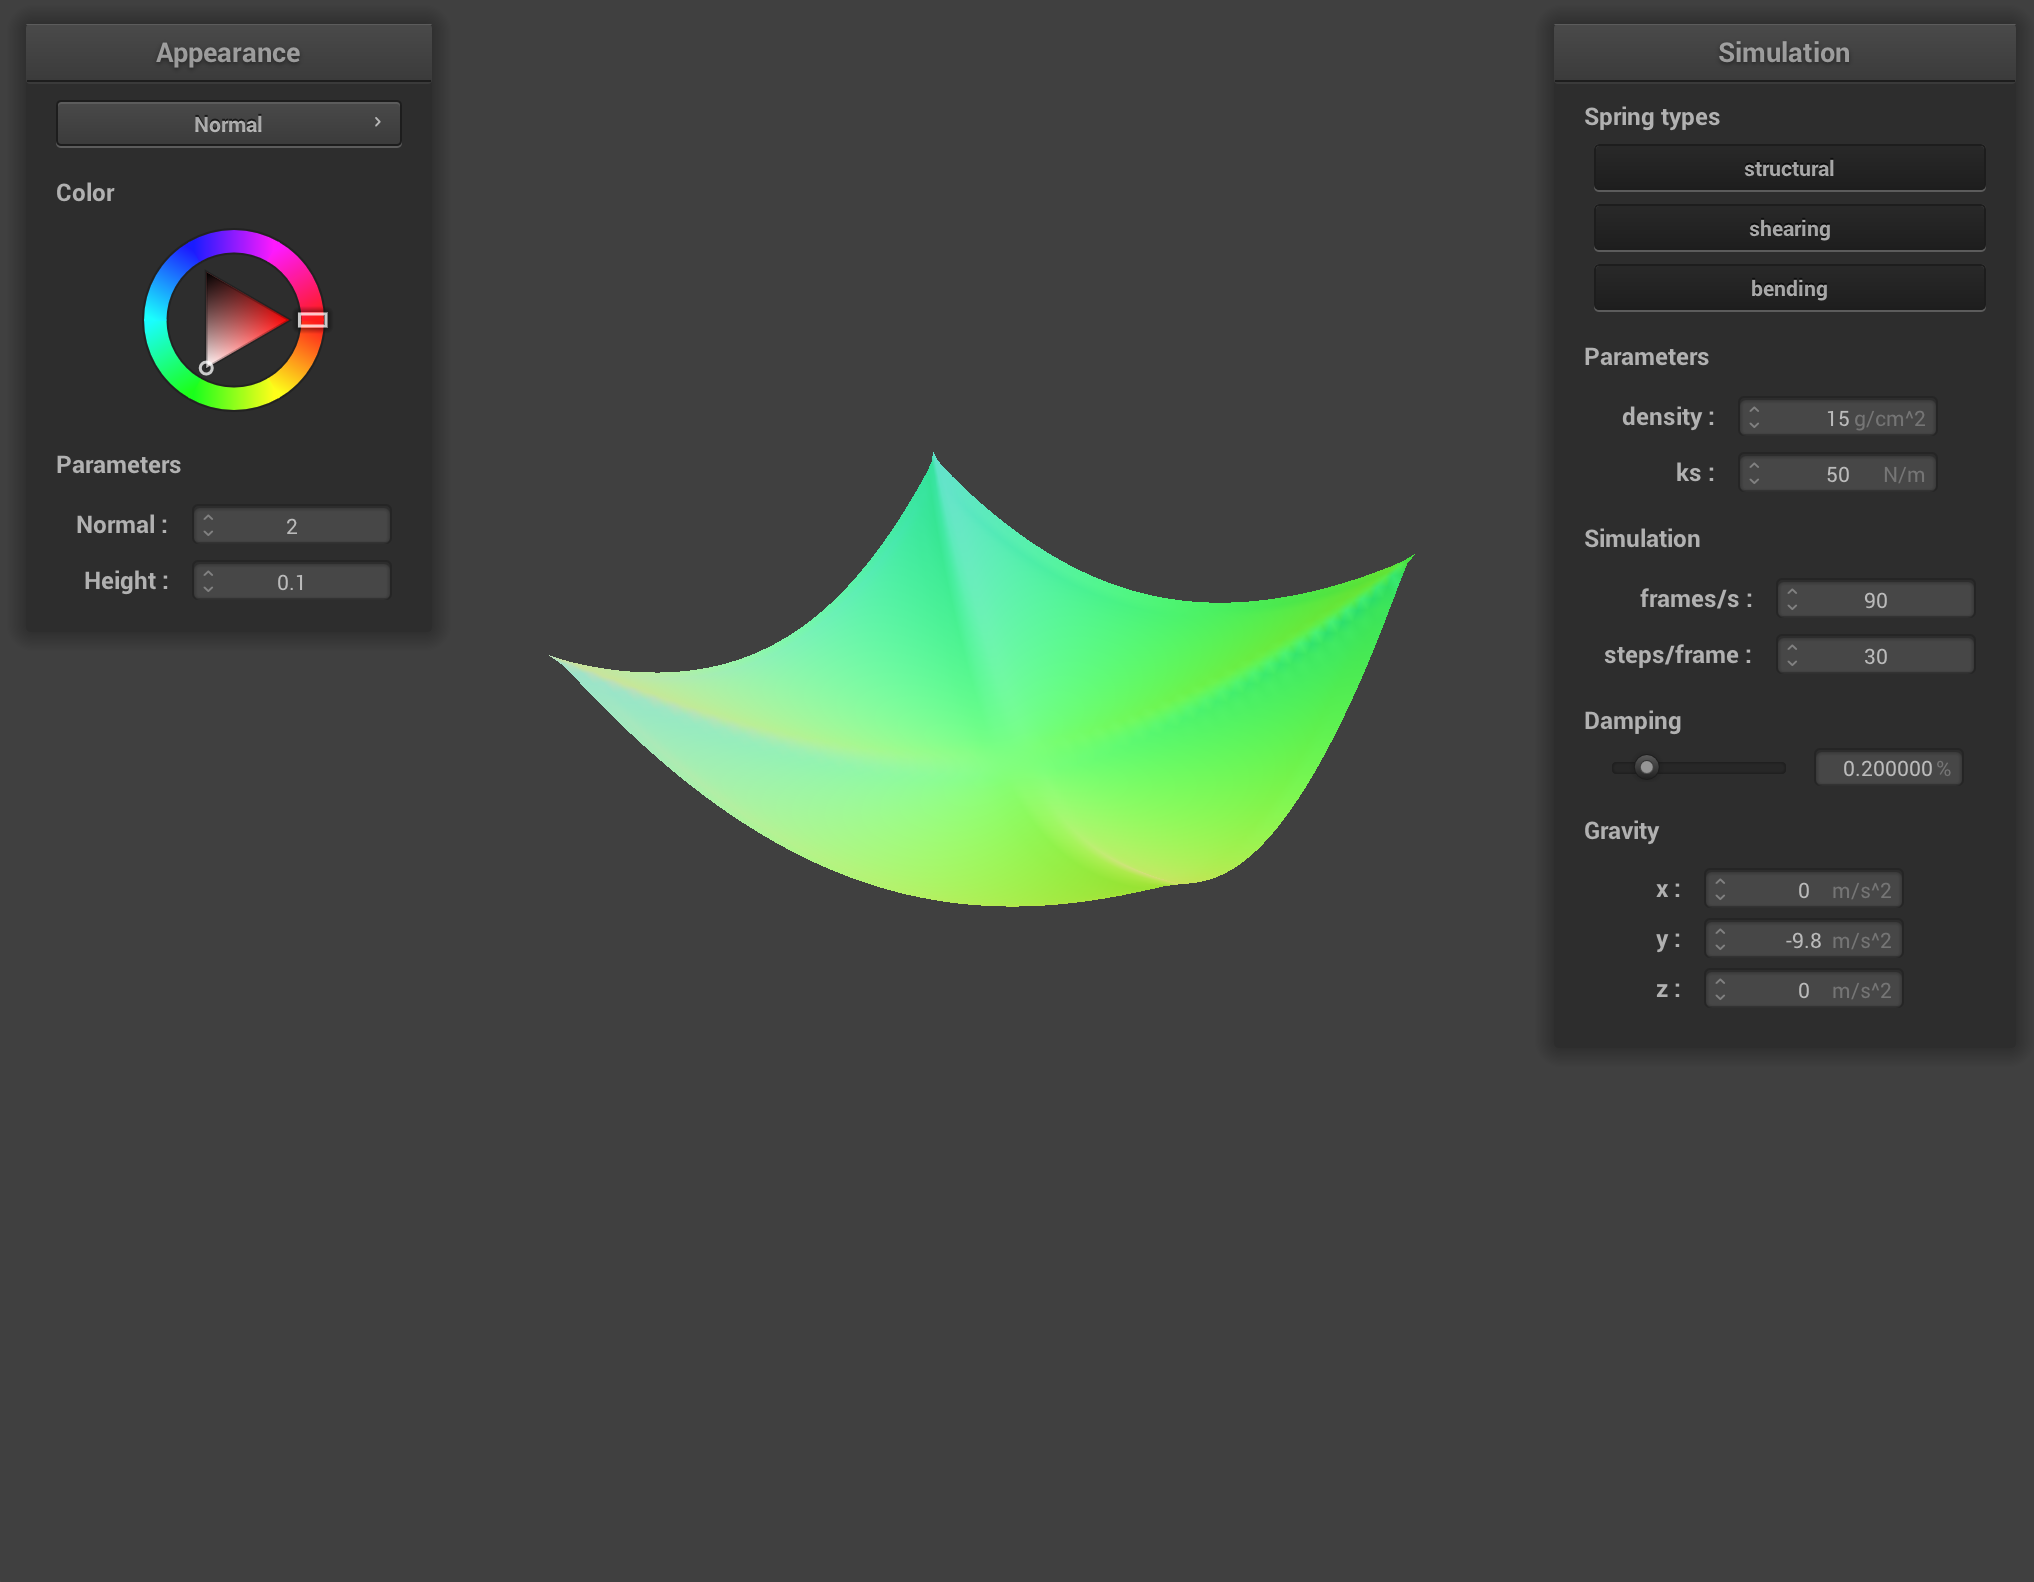 Appearance
Normal
Color
Parameters
Normal : 2
Height : 0.1
Simulation
Spring types
structural
shearing
bending
Parameters
density : 15 g/cm^2
ks : 50 N/m
Simulation
frames/s : 90
steps/frame : 30
Damping
0.200000 %
Gravity
x : 0 m/s^2
y : -9.8 m/s^2
z : 0 m/s^2